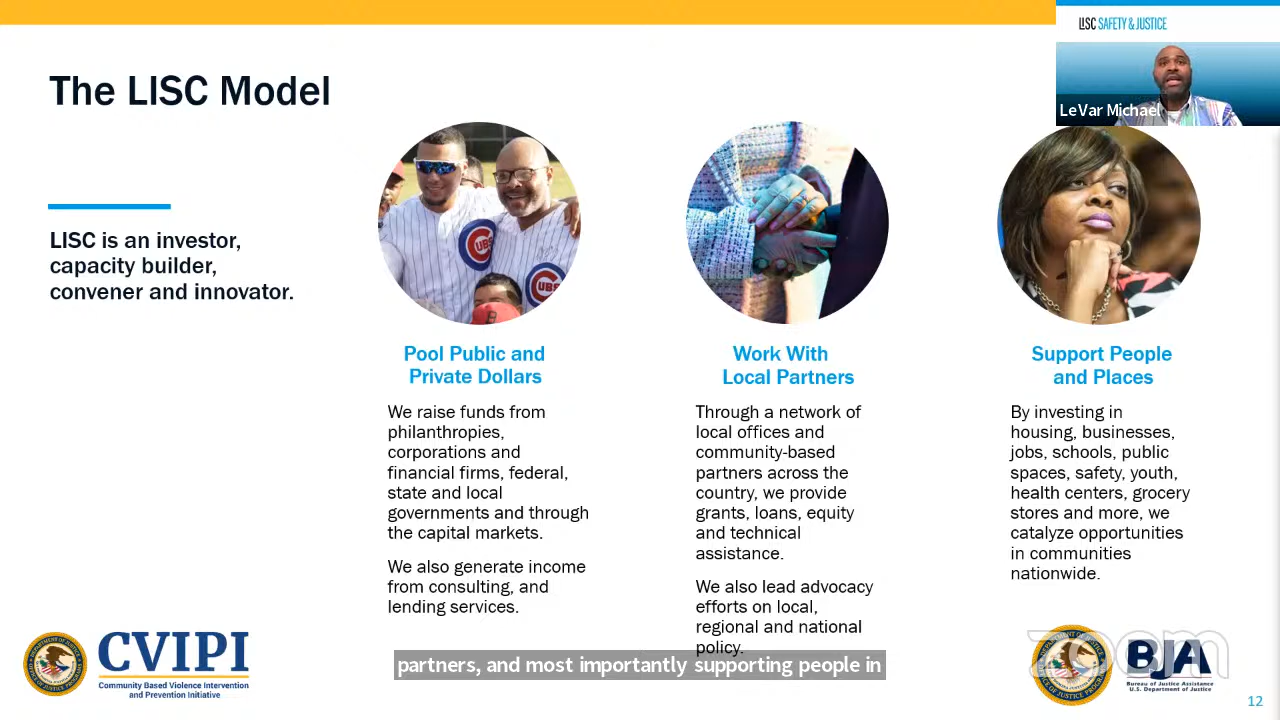 LISC SAFETY & JUSTICE
LeVar Michael
The LISC Model
LISC is an investor,
capacity builder,
convener and innovator.
CUBS
CUBS
Pool Public and
Private Dollars
We raise funds from
philanthropies,
corporations and
financial firms, federal,
state and local
governments and through
the capital markets.
We also generate income
from consulting, and
lending services.
Work With
Local Partners
Through a network of
local offices and
community-based
partners across the
country, we provide
grants, loans, equity
and technical
assistance.
We also lead advocacy
efforts on local,
regional and national
policy.
Support People
and Places
By investing in
housing, businesses,
jobs, schools, public
spaces, safety, youth,
health centers, grocery
stores and more, we
catalyze opportunities
in communities
nationwide.
partners, and most importantly supporting people in
CVIPI
Community Based Violence Intervention
and Prevention Initiative
zoom
BJA
Bureau of Justice Assistance
U.S. Department of Justice
12